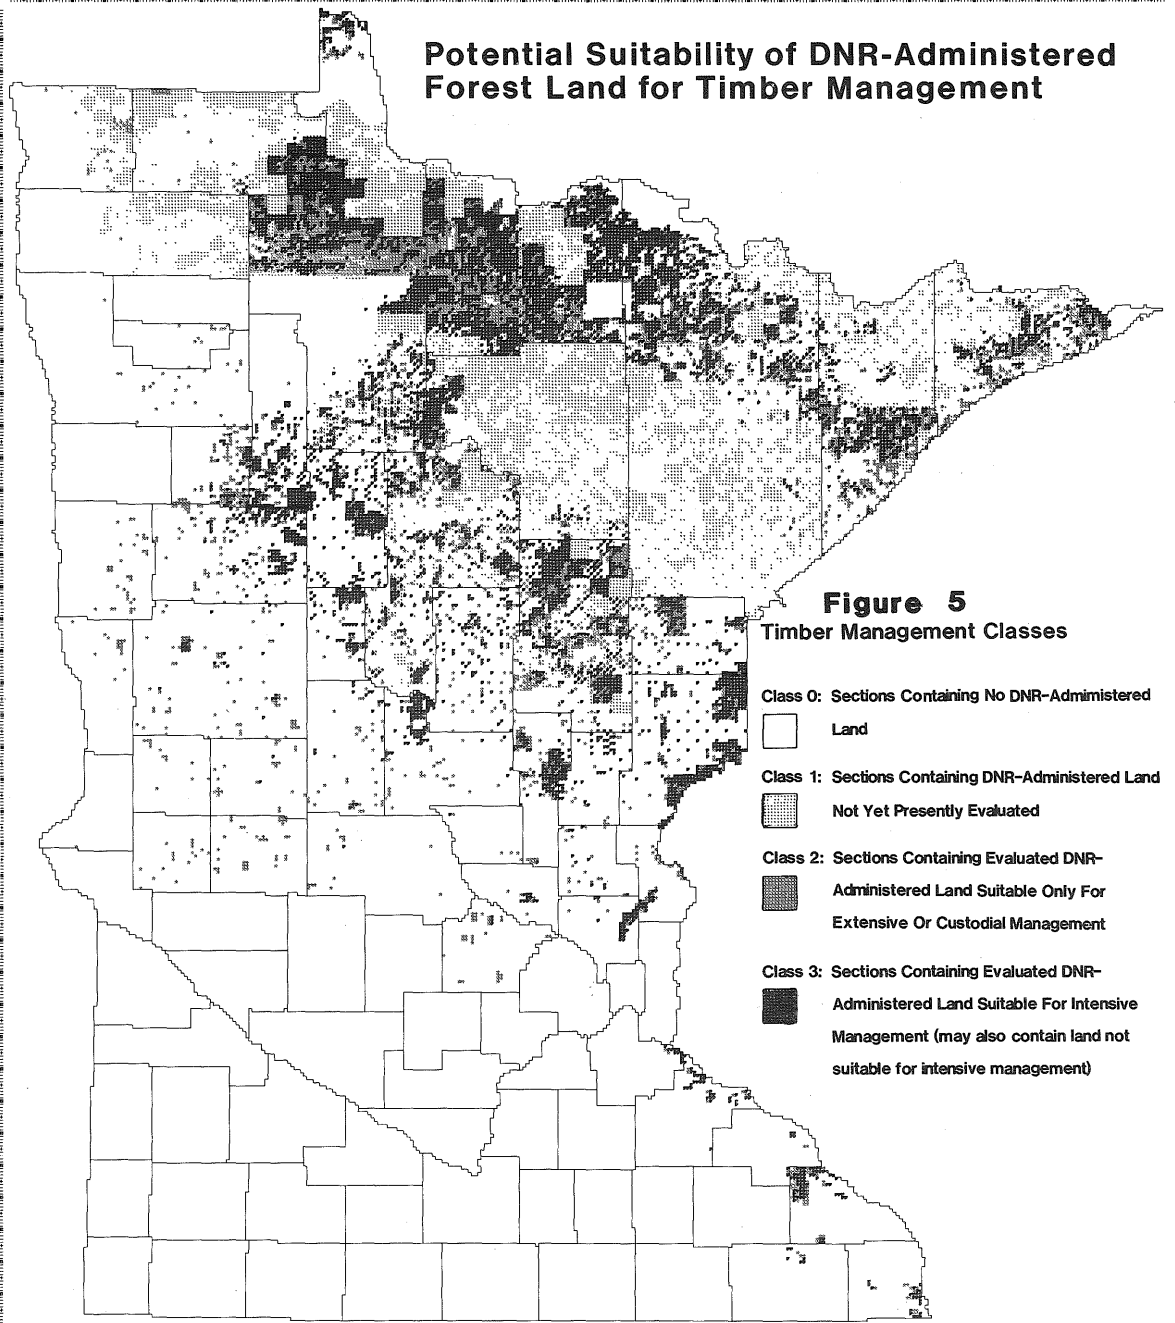 Potential Suitability of DNR-Administered
Forest Land for Timber Management
Figure 5
Timber Management Classes
Class 0: Sections Containing No DNR-Administered
Land
Class 1: Sections Containing DNR-Administered Land
Not Yet Presently Evaluated
Class 2: Sections Containing Evaluated DNR-
Administered Land Suitable Only For
Extensive Or Custodial Management
Class 3: Sections Containing Evaluated DNR-
Administered Land Suitable For Intensive
Management (may also contain land not
suitable for intensive management)